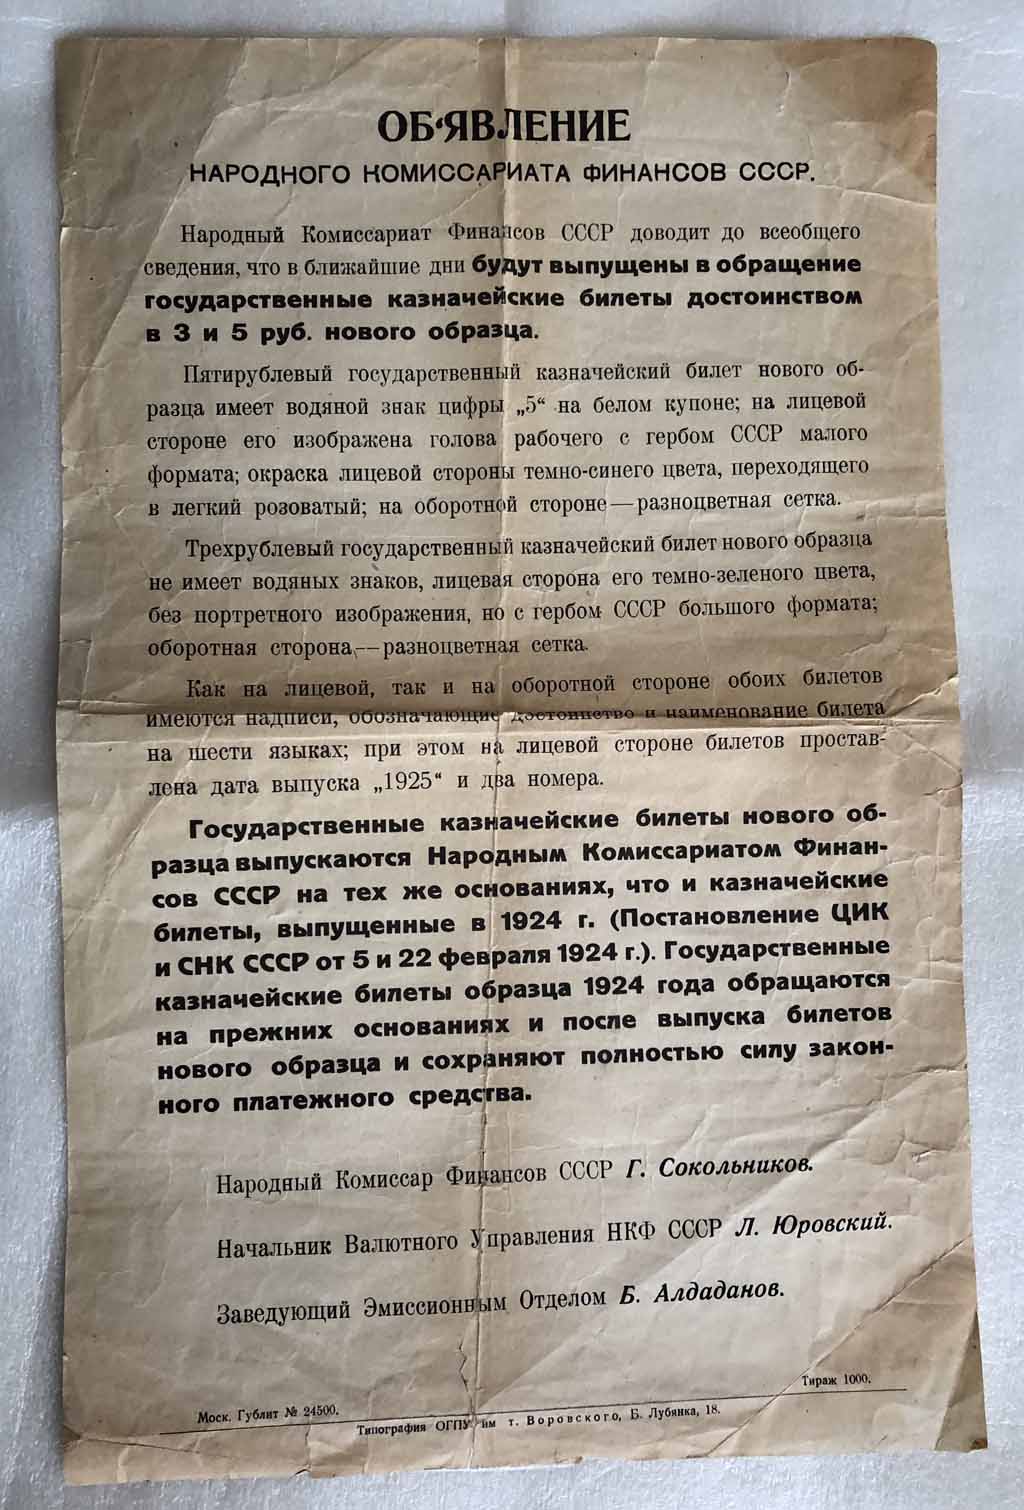 ОБ‘ЯВЛЕНИЕ
НАРОДНОГО КОМИССАРИАТА ФИНАНСОВ СССР.
Народный Комиссариат Финансов СССР доводит до всеобщего
сведения, что в ближайшие дни будут выпущены в обращение
государственные казначейские билеты достоинством
в 3 и 5 руб. нового образца.
Пятирублевый государственный казначейский билет нового об-
разца имеет водяной знак цифры „5“ на белом купоне; на лицевой
стороне его изображена голова рабочего с гербом СССР малого
формата; окраска лицевой стороны темно-синего цвета, переходящего
в легкий розоватый; на оборотной стороне — разноцветная сетка.
Трехрублевый государственный казначейский билет нового образца
не имеет водяных знаков, лицевая сторона его темно-зеленого цвета,
без портретного изображения, но с гербом СССР большого формата;
оборотная сторона,—разноцветная сетка.
Как на лицевой, так и на оборотной стороне обоих билетов
имеются надписи, обозначающие достоинство и наименование билета
на шести языках; при этом на лицевой стороне билетов простав-
лена дата выпуска „1925“ и два номера.
Государственные казначейские билеты нового об-
разца выпускаются Народным Комиссариатом Финан-
сов СССР на тех же основаниях, что и казначейские
билеты, выпущенные в 1924 г. (Постановление ЦИК
и СНК СССР от 5 и 22 февраля 1924 г.). Государственные
казначейские билеты образца 1924 года обращаются
на прежних основаниях и после выпуска билетов
нового образца и сохраняют полностью силу закон-
ного платежного средства.
Народный Комиссар Финансов СССР Г. Сокольников.
Начальник Валютного Управления НКФ СССР Л. Юровский.
Заведующий Эмиссионным Отделом Б. Алдаданов.
Моск. Гублит № 24500. Тираж 1000.
Типография ОГПУ им т. Воровского, Б. Лубянка, 18.